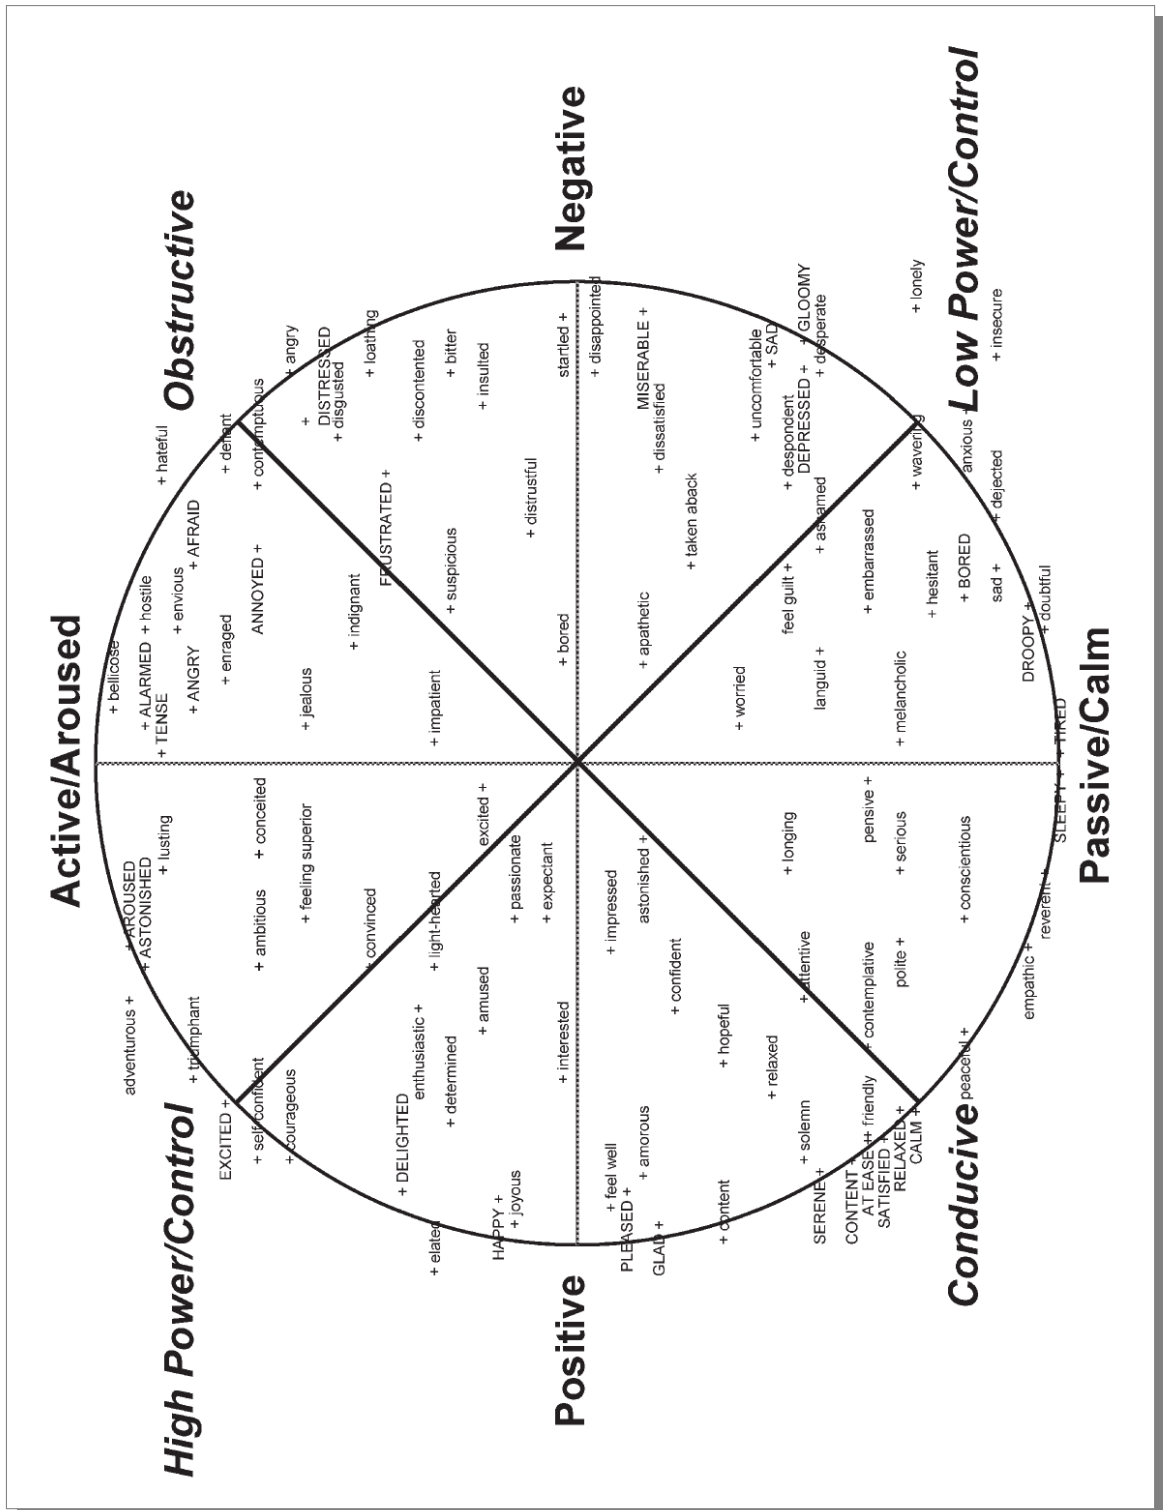 Active/Aroused
+ bellicose
adventurous +
+ AROUSED
+ ASTONISHED
+ ALARMED
+ hostile
+ lusting
+ TENSE
+ hateful
High Power/Control
+ envious
Obstructive
+ triumphant
+ ANGRY
+ AFRAID
EXCITED +
+ enraged
+ defiant
+ self-confident
+ ambitious
+ conceited
ANNOYED +
+ contemptuous
+ courageous
+ angry
+ feeling superior
+ jealous
+ DISTRESSED
+ disgusted
+ indignant
+ convinced
+ loathing
FRUSTRATED +
+ DELIGHTED
enthusiastic +
+ discontented
+ elated
+ light-hearted
+ impatient
+ determined
+ suspicious
+ bitter
+ amused
excited +
+ insulted
HAPPY +
+ joyous
+ passionate
+ distrustful
+ expectant
+ interested
+ bored
startled +
Positive
Negative
+ disappointed
+ feel well
+ impressed
PLEASED +
+ amorous
astonished +
+ apathetic
MISERABLE +
GLAD +
+ dissatisfied
+ confident
+ taken aback
+ content
+ hopeful
+ worried
+ uncomfortable
+ relaxed
+ SAD
+ longing
feel guilt +
+ despondent
+ solemn
+ attentive
DEPRESSED +
+ GLOOMY
SERENE +
languid +
+ ashamed
+ desperate
CONTENT +
AT EASE +
+ friendly
+ contemplative
pensive +
+ embarrassed
SATISFIED +
RELAXED +
polite +
+ serious
+ melancholic
CALM +
+ wavering
+ lonely
+ hesitant
Conducive
peaceful +
+ conscientious
+ BORED
anxious +
Low Power/Control
sad +
+ dejected
+ insecure
empathic +
DROOPY +
reverent +
+ doubtful
SLEEPY +
+ TIRED
Passive/Calm